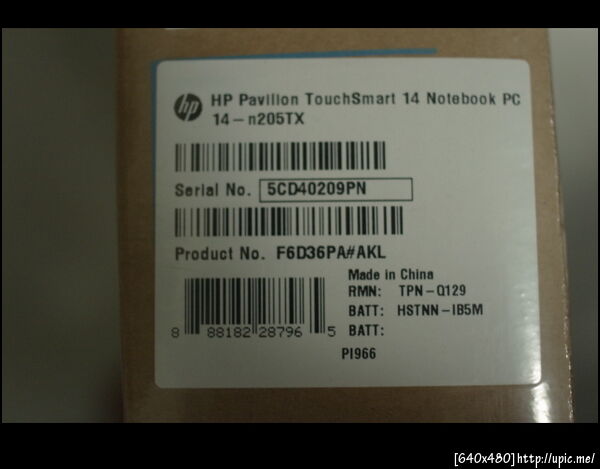 hp
HP Pavilion TouchSmart 14 Notebook PC
14-n205TX
Serial No. 5CD40209PN
Product No. F6D36PA#AKL
Made in China
RMN: TPN-Q129
BATT: HSTNN-IB5M
BATT:
8 88182 28796 5
PI966
[640x480]http://upic.me/